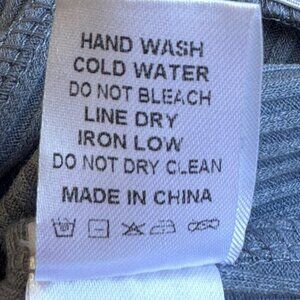 HAND WASH
COLD WATER
DO NOT BLEACH
LINE DRY
IRON LOW
DO NOT DRY CLEAN
MADE IN CHINA